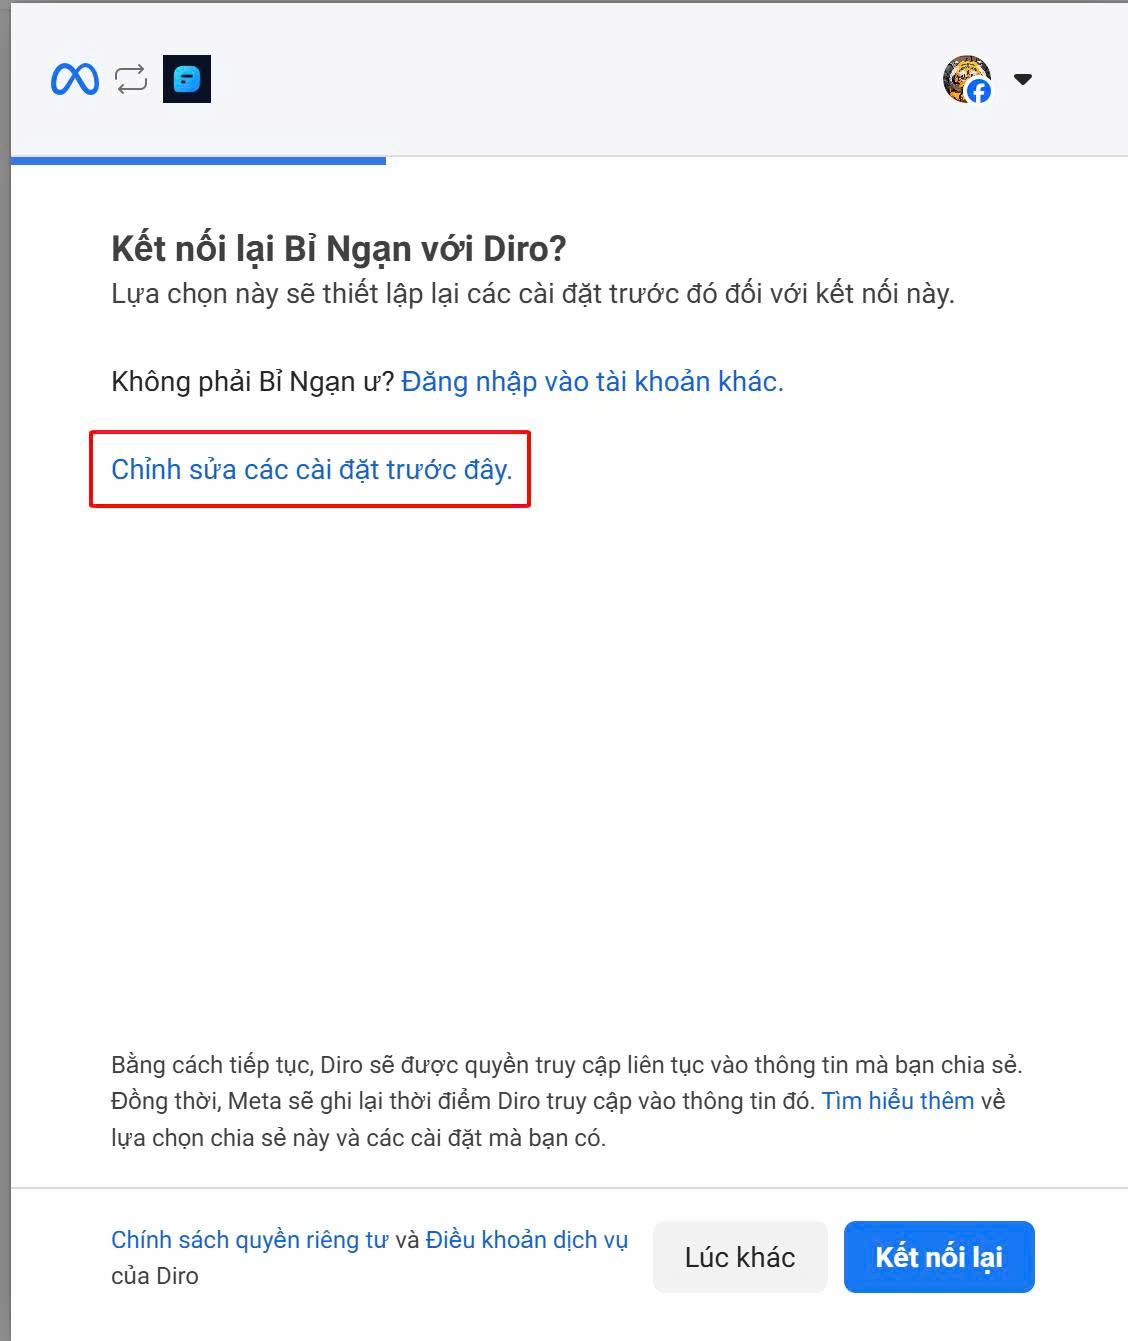 Kết nối lại Bỉ Ngạn với Diro?
Lựa chọn này sẽ thiết lập lại các cài đặt trước đó đối với kết nối này.
Không phải Bỉ Ngạn ư? Đăng nhập vào tài khoản khác.
Chỉnh sửa các cài đặt trước đây.
Bằng cách tiếp tục, Diro sẽ được quyền truy cập liên tục vào thông tin mà bạn chia sẻ.
Đồng thời, Meta sẽ ghi lại thời điểm Diro truy cập vào thông tin đó. Tìm hiểu thêm về
lựa chọn chia sẻ này và các cài đặt mà bạn có.
Chính sách quyền riêng tư và Điều khoản dịch vụ
của Diro
Lúc khác
Kết nối lại